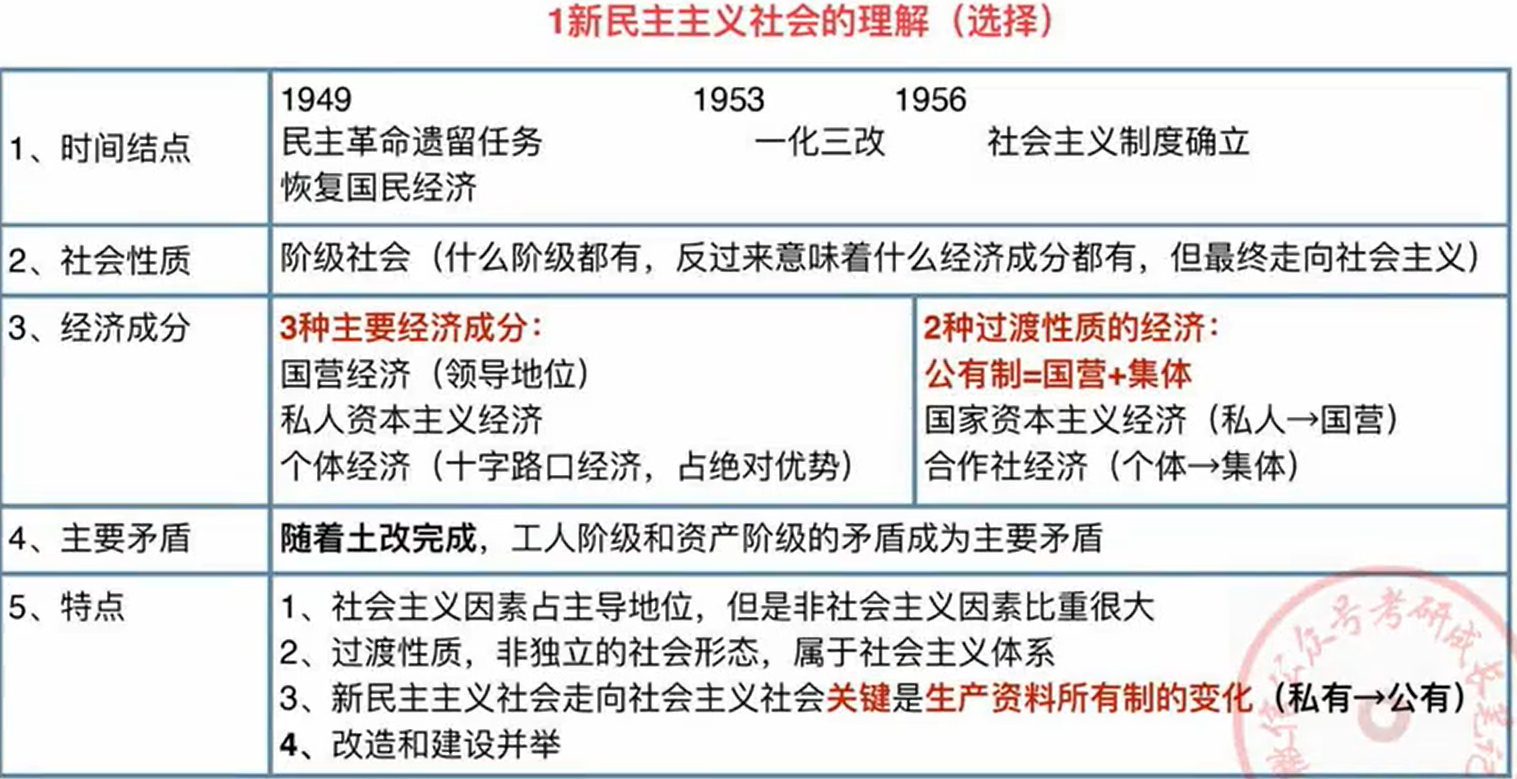 1新民主主义社会的理解（选择）
1、时间结点
1949 1953 1956
民主革命遗留任务 一化三改 社会主义制度确立
恢复国民经济
2、社会性质
阶级社会（什么阶级都有，反过来意味着什么经济成分都有，但最终走向社会主义）
3、经济成分
3种主要经济成分：
国营经济（领导地位）
私人资本主义经济
个体经济（十字路口经济，占绝对优势）
2种过渡性质的经济：
公有制=国营+集体
国家资本主义经济（私人→国营）
合作社经济（个体→集体）
4、主要矛盾
随着土改完成，工人阶级和资产阶级的矛盾成为主要矛盾
5、特点
1、社会主义因素占主导地位，但是非社会主义因素比重很大
2、过渡性质，非独立的社会形态，属于社会主义体系
3、新民主主义社会走向社会主义社会关键是生产资料所有制的变化（私有→公有）
4、改造和建设并举
微信公众号考研成长笔记